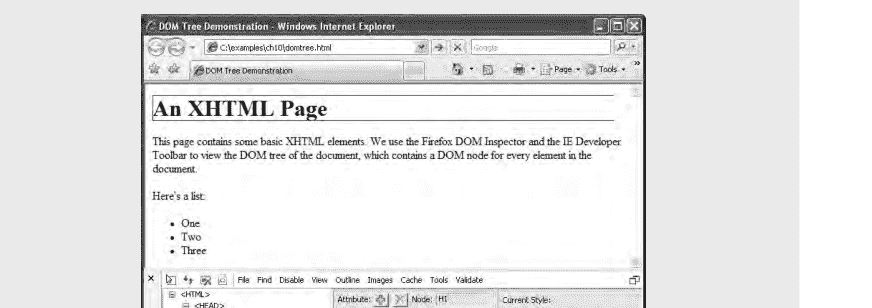 DOM Tree Demonstration - Windows Internet Explorer
C:\examples\ch10\domtree.html
Google
DOM Tree Demonstration
Page
Tools
»
An XHTML Page
This page contains some basic XHTML elements. We use the Firefox DOM Inspector and the IE Developer
Toolbar to view the DOM tree of the document, which contains a DOM node for every element in the
document.
Here's a list:
• One
• Two
• Three
File Find Disable View Outline Images Cache Tools Validate
<HTML>
Attribute: Node: H1 Current Style:
<HEAD>